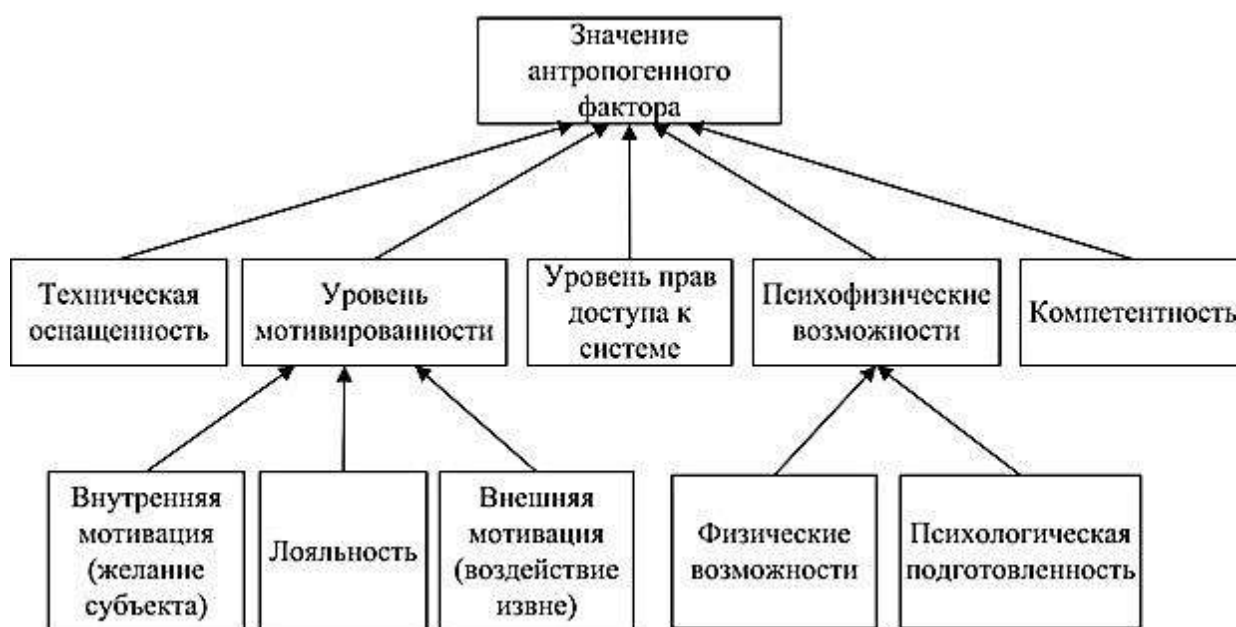 Значение
антропогенного
фактора
Техническая
оснащенность
Уровень
мотивированности
Уровень прав
доступа к
системе
Психофизические
возможности
Компетентность
Внутренняя
мотивация
(желание
субъекта)
Лояльность
Внешняя
мотивация
(воздействие
извне)
Физические
возможности
Психологическая
подготовленность